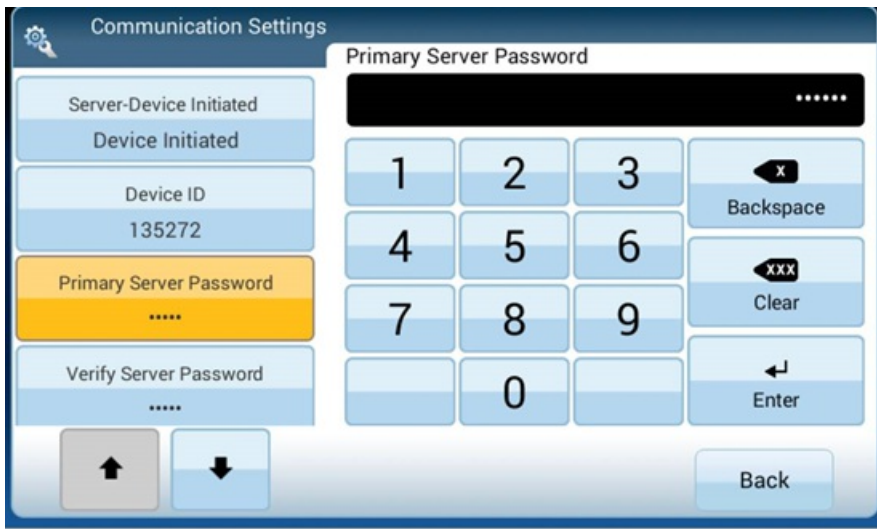 Communication Settings
Server-Device Initiated
Device Initiated
Device ID
135272
Primary Server Password
•••••
Verify Server Password
•••••
Primary Server Password
••••••
1 2 3
Backspace
4 5 6
XXX
Clear
7 8 9
0
Enter
X
Back